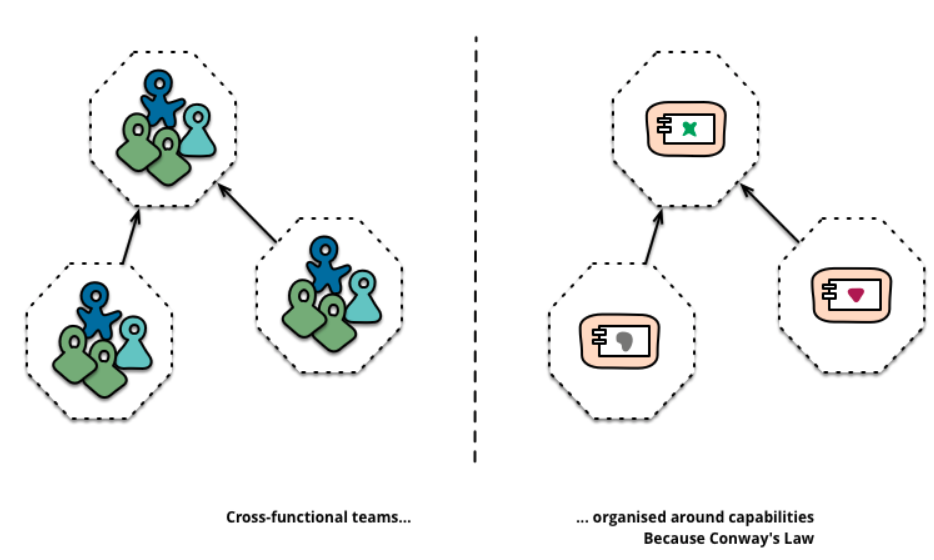 Cross-functional teams...
... organised around capabilities
Because Conway's Law